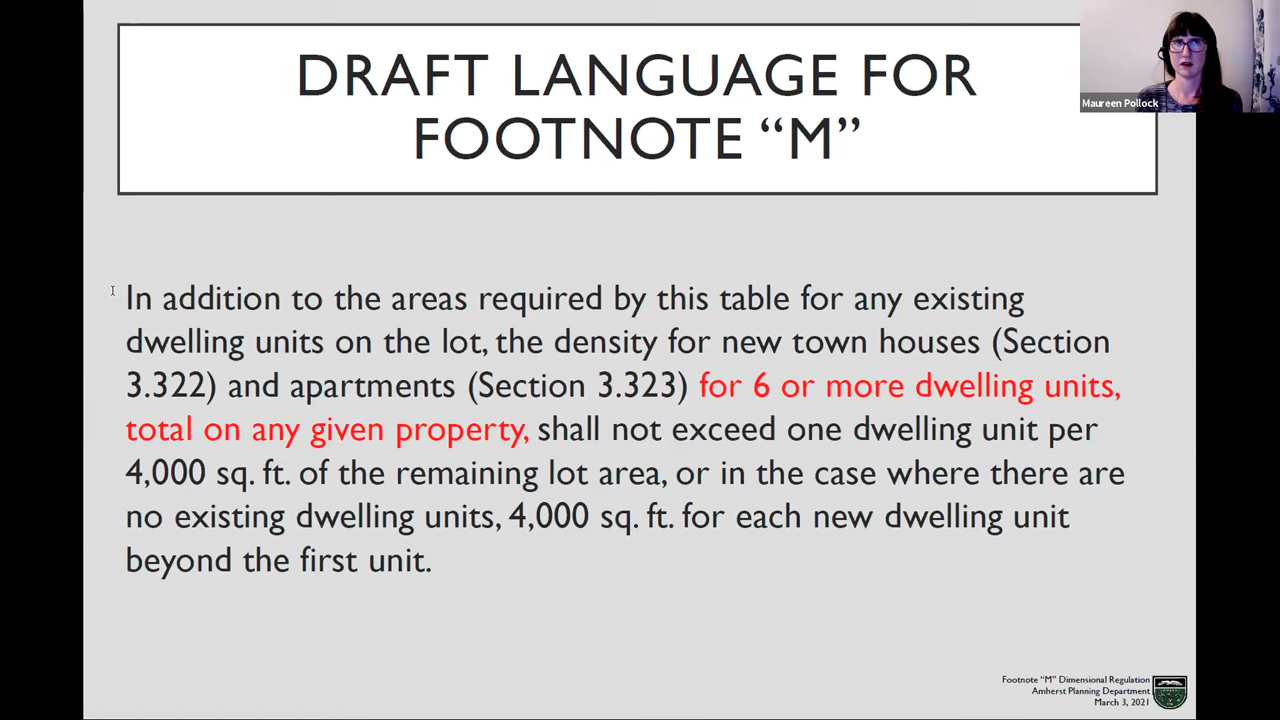 DRAFT LANGUAGE FOR
FOOTNOTE “M”
Maureen Pollock
In addition to the areas required by this table for any existing
dwelling units on the lot, the density for new town houses (Section
3.322) and apartments (Section 3.323) for 6 or more dwelling units,
total on any given property, shall not exceed one dwelling unit per
4,000 sq. ft. of the remaining lot area, or in the case where there are
no existing dwelling units, 4,000 sq. ft. for each new dwelling unit
beyond the first unit.
Footnote “M” Dimensional Regulation
Amherst Planning Department
March 3, 2021